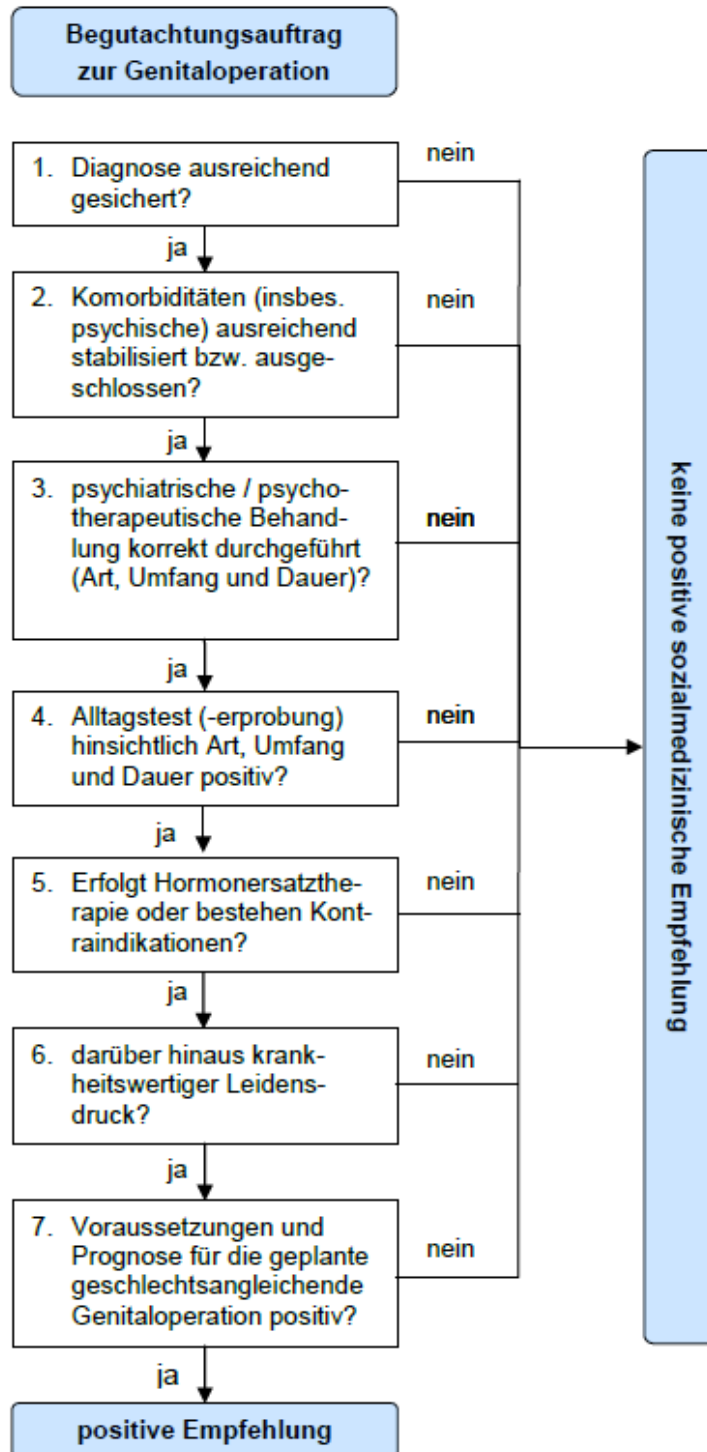 Begutachtungsauftrag
zur Genitaloperation
1. Diagnose ausreichend
gesichert?
nein
ja
2. Komorbiditäten (insbes.
psychische) ausreichend
stabilisiert bzw. ausge-
schlossen?
nein
ja
3. psychiatrische / psycho-
therapeutische Behand-
lung korrekt durchgeführt
(Art, Umfang und Dauer)?
nein
ja
4. Alltagstest (-erprobung)
hinsichtlich Art, Umfang
und Dauer positiv?
nein
ja
5. Erfolgt Hormonersatzthe-
rapie oder bestehen Kont-
raindikationen?
nein
ja
6. darüber hinaus krank-
heitswertiger Leidens-
druck?
nein
ja
7. Voraussetzungen und
Prognose für die geplante
geschlechtsangleichende
Genitaloperation positiv?
nein
ja
positive Empfehlung
keine positive sozialmedizinische Empfehlung